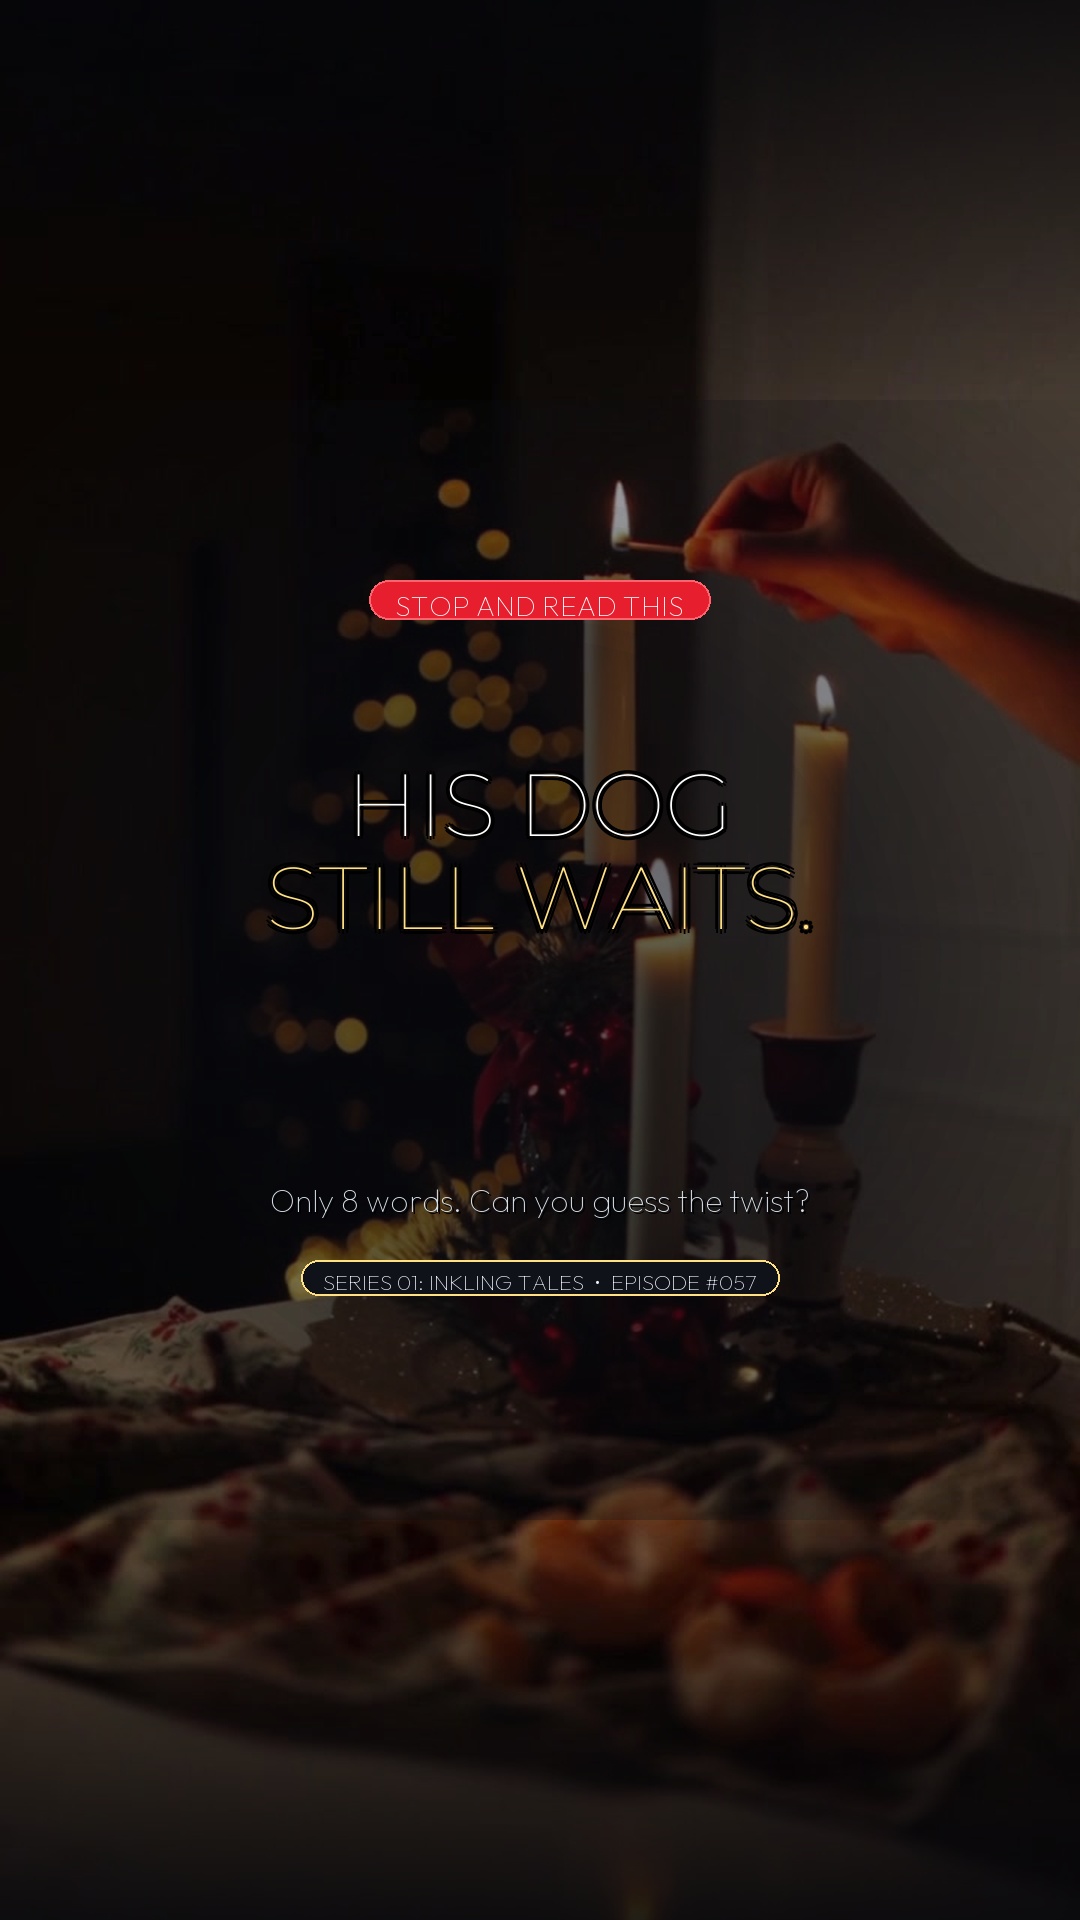 STOP AND READ THIS
HIS DOG
STILL WAITS.
Only 8 words. Can you guess the twist?
SERIES 01: INKLING TALES • EPISODE #057